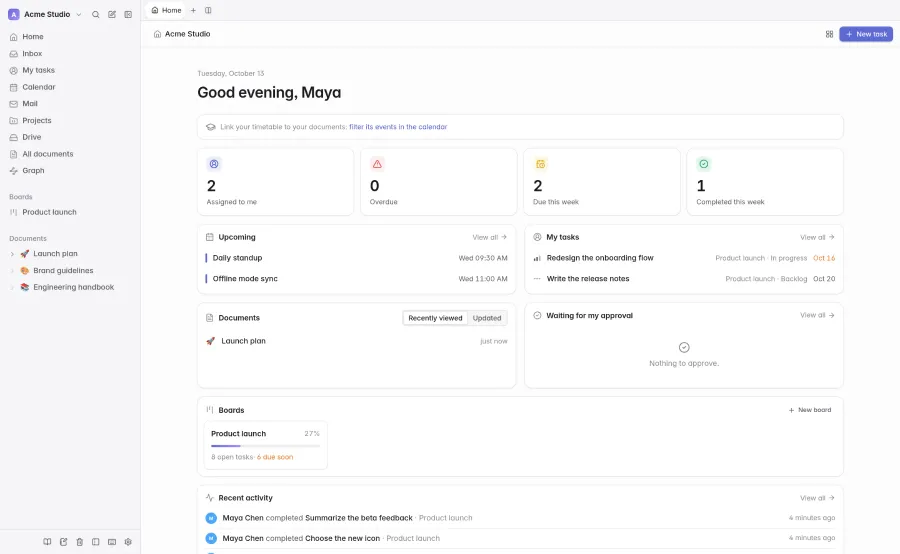 A Acme Studio
Home
Inbox
My tasks
Calendar
Mail
Projects
Drive
All documents
Graph
Boards
Product launch
Documents
🚀 Launch plan
🎨 Brand guidelines
📚 Engineering handbook
Home
Acme Studio
New task
Tuesday, October 13
Good evening, Maya
Link your timetable to your documents: filter its events in the calendar
2
Assigned to me
0
Overdue
2
Due this week
1
Completed this week
Upcoming View all →
Daily standup Wed 09:30 AM
Offline mode sync Wed 11:00 AM
My tasks View all →
Redesign the onboarding flow Product launch · In progress Oct 16
Write the release notes Product launch · Backlog Oct 20
Documents Recently viewed Updated
🚀 Launch plan just now
Waiting for my approval View all →
Nothing to approve.
Boards + New board
Product launch 27%
8 open tasks · 6 due soon
Recent activity View all →
M Maya Chen completed Summarize the beta feedback · Product launch 4 minutes ago
M Maya Chen completed Choose the new icon · Product launch 4 minutes ago